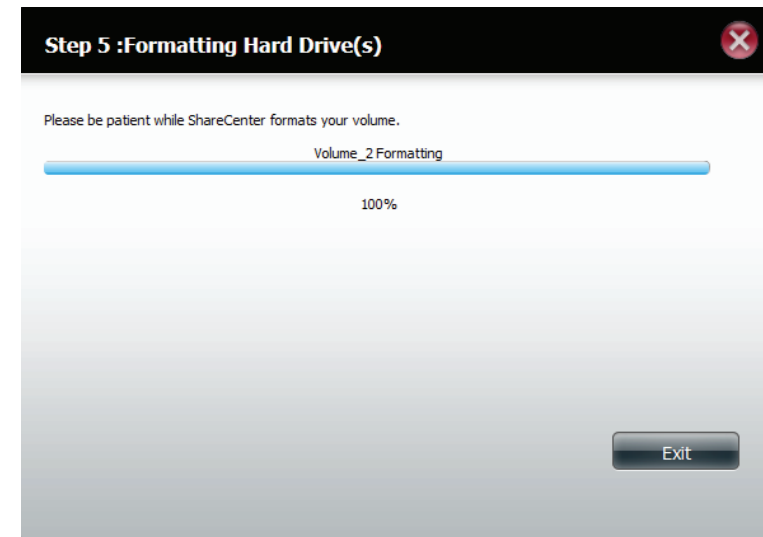 Step 5 :Formatting Hard Drive(s)
Please be patient while ShareCenter formats your volume.
Volume_2 Formatting
100%
Exit